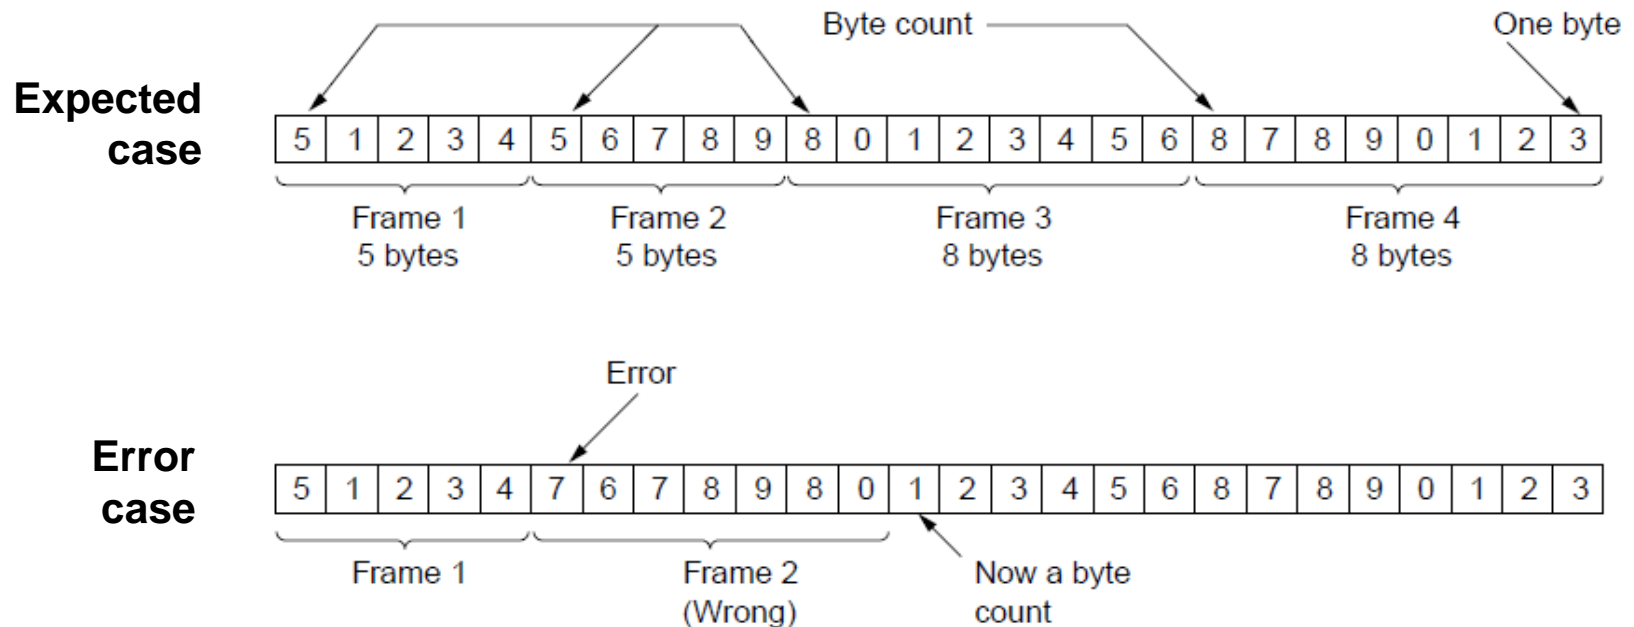 Byte count One byte
Expected
case
5 1 2 3 4 5 6 7 8 9 8 0 1 2 3 4 5 6 8 7 8 9 0 1 2 3
Frame 1 Frame 2 Frame 3 Frame 4
5 bytes 5 bytes 8 bytes 8 bytes
Error
Error
case
5 1 2 3 4 7 6 7 8 9 8 0 1 2 3 4 5 6 8 7 8 9 0 1 2 3
Frame 1 Frame 2 Now a byte
(Wrong) count